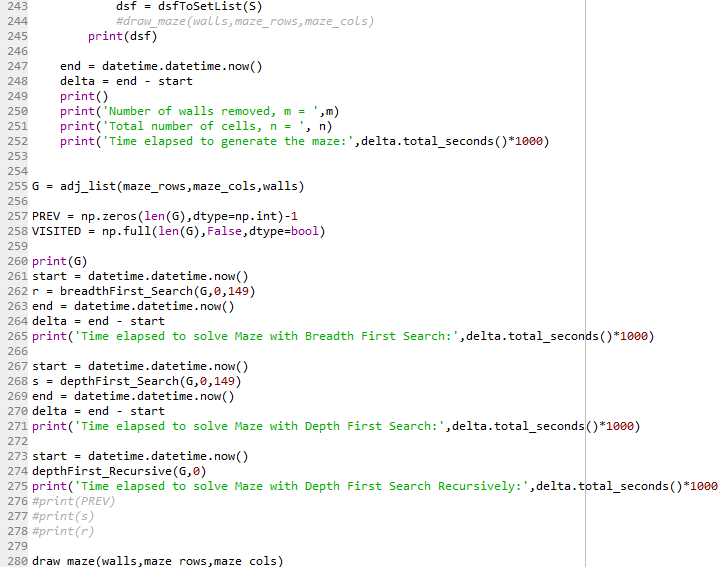 243             dsf = dsfToSetList(S)
244             #draw_maze(walls,maze_rows,maze_cols)
245         print(dsf)
246
247     end = datetime.datetime.now()
248     delta = end - start
249     print()
250     print('Number of walls removed, m = ',m)
251     print('Total number of cells, n = ', n)
252     print('Time elapsed to generate the maze:',delta.total_seconds()*1000)
253
254
255 G = adj_list(maze_rows,maze_cols,walls)
256
257 PREV = np.zeros(len(G),dtype=np.int)-1
258 VISITED = np.full(len(G),False,dtype=bool)
259
260 print(G)
261 start = datetime.datetime.now()
262 r = breadthFirst_Search(G,0,149)
263 end = datetime.datetime.now()
264 delta = end - start
265 print('Time elapsed to solve Maze with Breadth First Search:',delta.total_seconds()*1000)
266
267 start = datetime.datetime.now()
268 s = depthFirst_Search(G,0,149)
269 end = datetime.datetime.now()
270 delta = end - start
271 print('Time elapsed to solve Maze with Depth First Search:',delta.total_seconds()*1000)
272
273 start = datetime.datetime.now()
274 depthFirst_Recursive(G,0)
275 print('Time elapsed to solve Maze with Depth First Search Recursively:',delta.total_seconds()*1000
276 #print(PREV)
277 #print(s)
278 #print(r)
279
280 draw_maze(walls,maze_rows,maze_cols)